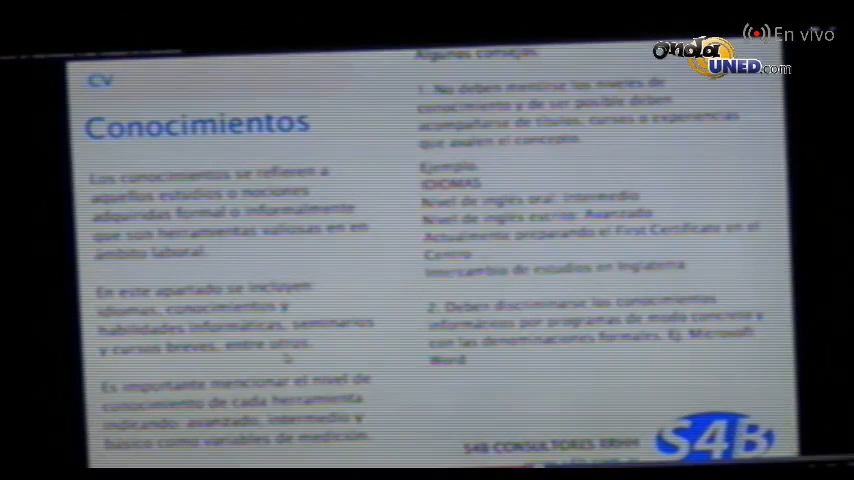 En vivo
onda
UNED.com
CV
Conocimientos
Los conocimientos se refieren a
aquellos estudios o nociones
adquiridas formal o informalmente
que son herramientas valiosas en en
ámbito laboral.
En este apartado se incluyen:
idiomas, conocimientos y
habilidades informáticas, seminarios
y cursos breves, entre otros.
Es importante mencionar el nivel de
conocimiento de cada herramienta
indicando: avanzado, intermedio y
básico como variables de medición.
Algunos consejos
1. No deben mentirse los niveles de
conocimiento y de ser posible deben
acompañarse de títulos, cursos o experiencias
que avalen el concepto.
Ejemplo.
IDIOMAS
Nivel de inglés oral: Intermedio
Nivel de inglés escrito: Avanzado
Actualmente preparando el First Certificate en el
Centro
Intercambio de estudios en Inglaterra
2. Deben discriminarse los conocimientos
informáticos por programas de modo concreto y
con las denominaciones formales. Ej: Microsoft
Word
S4B CONSULTORES RRHH
S4B